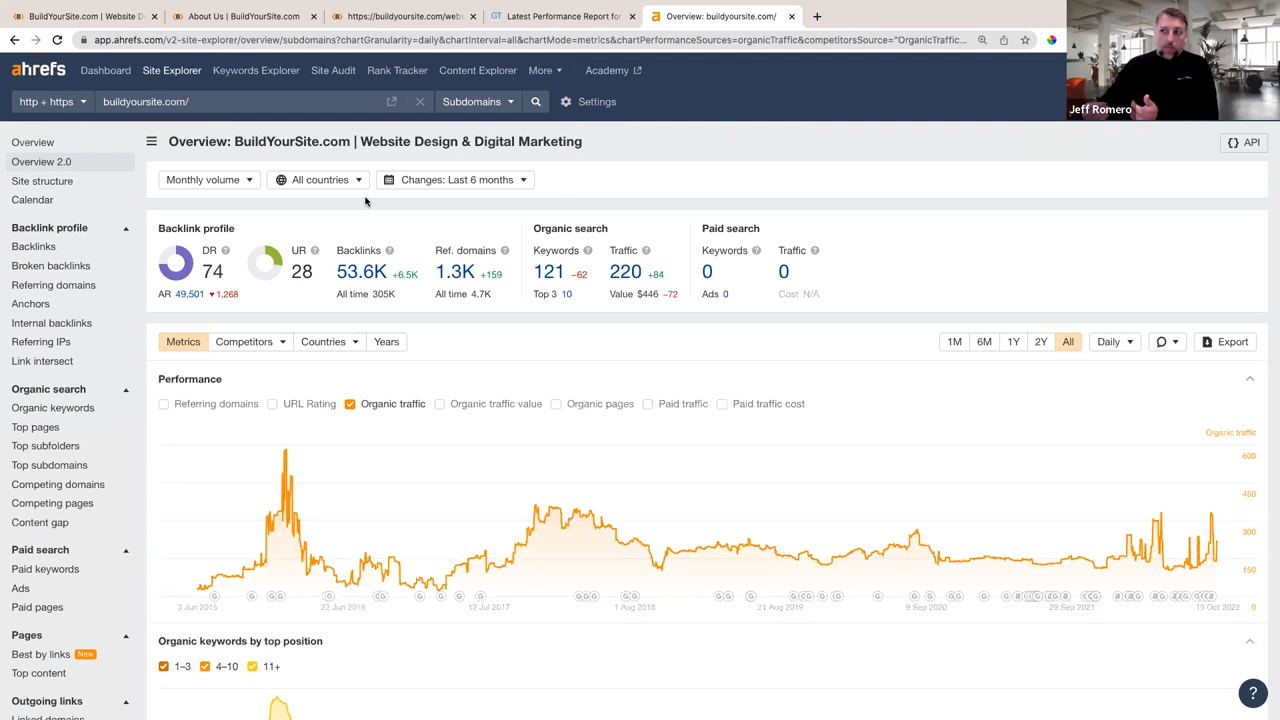 BuildYourSite.com | Website D
About Us | BuildYourSite.com
https://buildyoursite.com/webs
GT Latest Performance Report for
Overview: buildyoursite.com/
app.ahrefs.com/v2-site-explorer/overview/subdomains?chartGranularity=daily&chartInterval=all&chartMode=metrics&chartPerformanceSources=organicTraffic&competitorsSource="OrganicTraffic...
ahrefs Dashboard Site Explorer Keywords Explorer Site Audit Rank Tracker Content Explorer More Academy
http + https buildyoursite.com/ Subdomains Settings
Jeff Romero
Overview
Overview 2.0
Site structure
Calendar
Backlink profile
Backlinks
Broken backlinks
Referring domains
Anchors
Internal backlinks
Referring IPs
Link intersect
Organic search
Organic keywords
Top pages
Top subfolders
Top subdomains
Competing domains
Competing pages
Content gap
Paid search
Paid keywords
Ads
Paid pages
Pages
Best by links New
Top content
Outgoing links
Overview: BuildYourSite.com | Website Design & Digital Marketing
{} API
Monthly volume All countries Changes: Last 6 months
Backlink profile Organic search Paid search
DR ? UR ? Backlinks ? Ref. domains ? Keywords ? Traffic ? Keywords ? Traffic ?
74 28 53.6K +6.5K 1.3K +159 121 −62 220 +84 0 0
AR 49,501 ▾1,268 All time 305K All time 4.7K Top 3 10 Value $446 −72 Ads 0 Cost N/A
Metrics Competitors Countries Years 1M 6M 1Y 2Y All Daily Export
Performance
Referring domains URL Rating Organic traffic Organic traffic value Organic pages Paid traffic Paid traffic cost
Organic traffic
600
450
300
150
0
3 Jun 2015 22 Jun 2016 12 Jul 2017 1 Aug 2018 21 Aug 2019 9 Sep 2020 29 Sep 2021 19 Oct 2022
Organic keywords by top position
1–3 4–10 11+
?